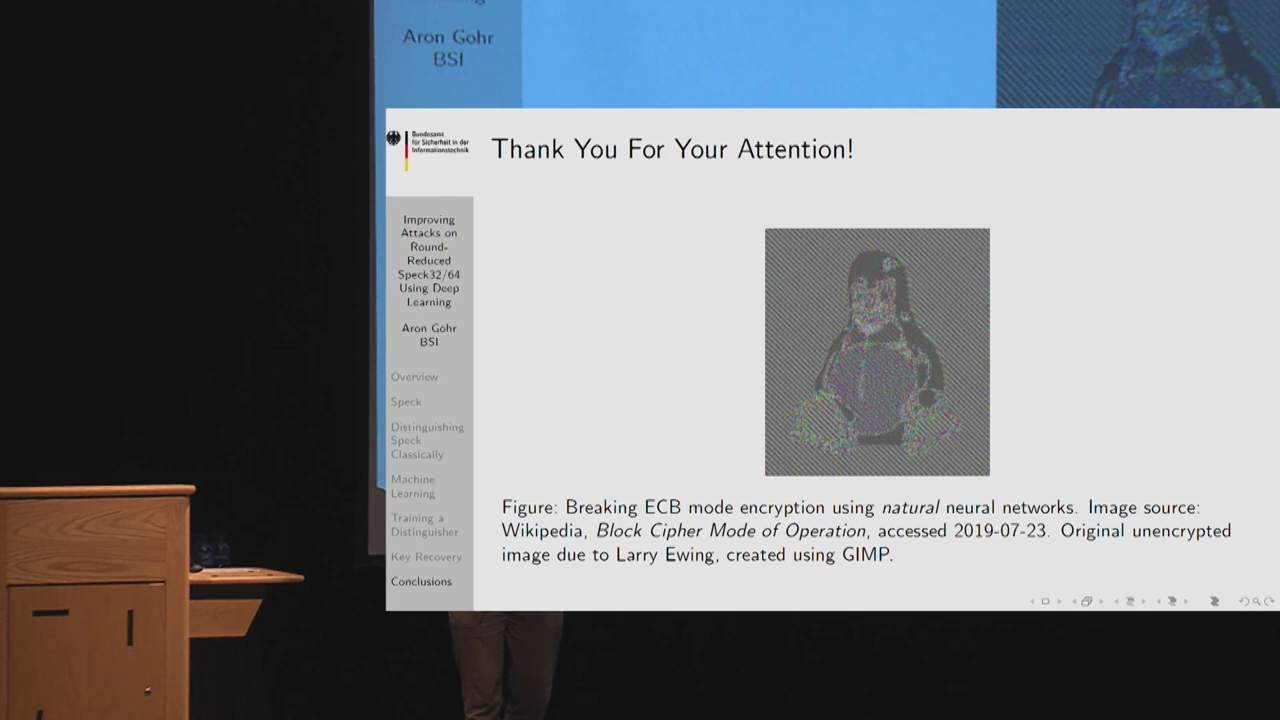 Aron Gohr
BSI
Bundesamt
für Sicherheit in der
Informationstechnik
Thank You For Your Attention!
Improving
Attacks on
Round-
Reduced
Speck32/64
Using Deep
Learning
Aron Gohr
BSI
Overview
Speck
Distinguishing
Speck
Classically
Machine
Learning
Training a
Distinguisher
Key Recovery
Conclusions
Figure: Breaking ECB mode encryption using natural neural networks. Image source:
Wikipedia, Block Cipher Mode of Operation, accessed 2019-07-23. Original unencrypted
image due to Larry Ewing, created using GIMP.